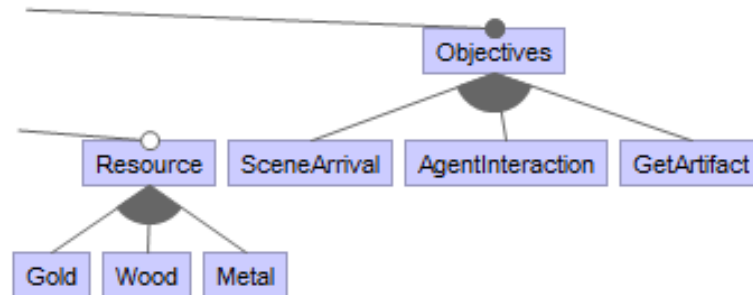 Objectives
Resource SceneArrival AgentInteraction GetArtifact
Gold Wood Metal